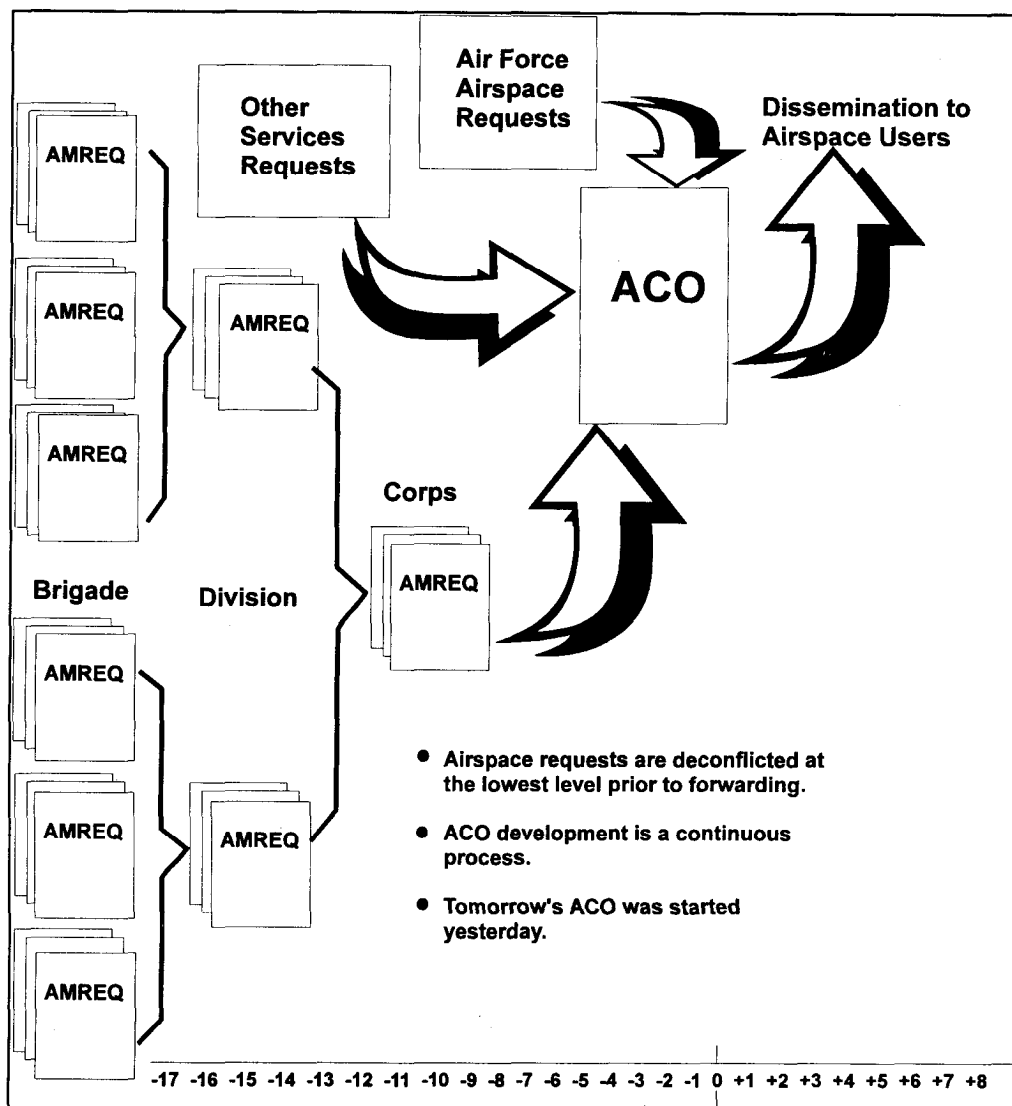 Air Force
Airspace
Requests
Other
Services
Requests
Dissemination to
Airspace Users
AMREQ
AMREQ
AMREQ
AMREQ
ACO
Corps
AMREQ
Brigade
Division
AMREQ
AMREQ
AMREQ
AMREQ
AMREQ
● Airspace requests are deconflicted at
the lowest level prior to forwarding.
● ACO development is a continuous
process.
● Tomorrow's ACO was started
yesterday.
-17 -16 -15 -14 -13 -12 -11 -10 -9 -8 -7 -6 -5 -4 -3 -2 -1 0 +1 +2 +3 +4 +5 +6 +7 +8